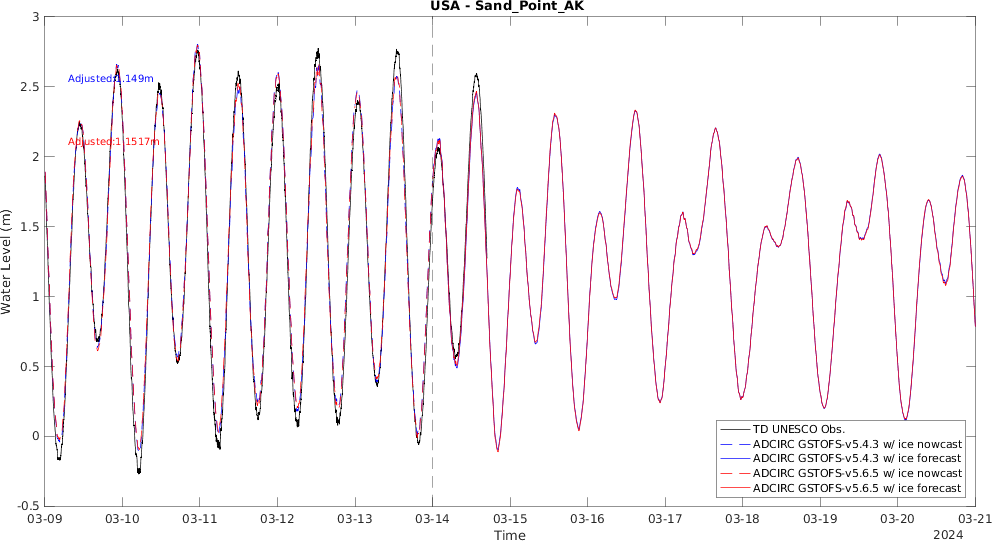 USA - Sand_Point_AK
3
2.5
2
1.5
1
0.5
0
-0.5
Water Level (m)
Adjusted:1.149m
Adjusted:1.1517m
TD UNESCO Obs.
ADCIRC GSTOFS-v5.4.3 w/ ice nowcast
ADCIRC GSTOFS-v5.4.3 w/ ice forecast
ADCIRC GSTOFS-v5.6.5 w/ ice nowcast
ADCIRC GSTOFS-v5.6.5 w/ ice forecast
03-09 03-10 03-11 03-12 03-13 03-14 03-15 03-16 03-17 03-18 03-19 03-20 03-21
Time
2024